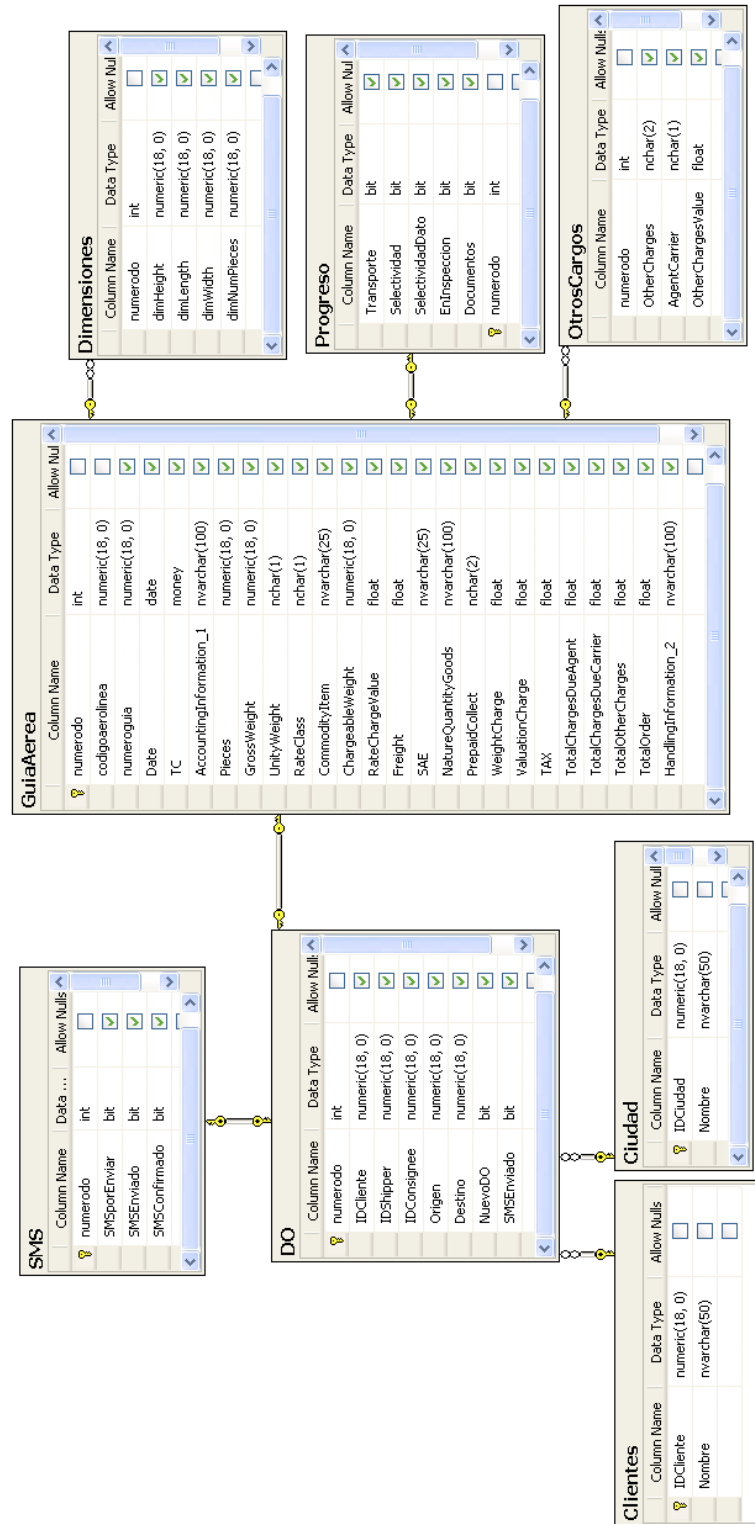 SMS
Column Name Data ... Allow Nulls
numerodo int
SMSporEnviar bit
SMSEnviado bit
SMSConfirmado bit
DO
Column Name Data Type Allow Nulls
numerodo int
IDCliente numeric(18, 0)
IDShipper numeric(18, 0)
IDConsignee numeric(18, 0)
Origen numeric(18, 0)
Destino numeric(18, 0)
NuevoDO bit
SMSEnviado bit
Clientes
Column Name Data Type Allow Nulls
IDCliente numeric(18, 0)
Nombre nvarchar(50)
Ciudad
Column Name Data Type Allow Null
IDCiudad numeric(18, 0)
Nombre nvarchar(50)
GuiaAerea
Column Name Data Type Allow Null
numerodo int
codigoaerolinea numeric(18, 0)
numeroguia numeric(18, 0)
Date date
TC money
AccountingInformation_1 nvarchar(100)
Pieces numeric(18, 0)
GrossWeight numeric(18, 0)
UnityWeight nchar(1)
RateClass nchar(1)
CommodityItem nvarchar(25)
ChargeableWeight numeric(18, 0)
RateChargeValue float
Freight float
SAE nvarchar(25)
NatureQuantityGoods nvarchar(100)
PrepaidCollect nchar(2)
WeightCharge float
ValuationCharge float
TAX float
TotalChargesDueAgent float
TotalChargesDueCarrier float
TotalOtherCharges float
TotalOrder float
HandlingInformation_2 nvarchar(100)
Dimensiones
Column Name Data Type Allow Nul
numerodo int
dimHeight numeric(18, 0)
dimLength numeric(18, 0)
dimWidth numeric(18, 0)
dimNumPieces numeric(18, 0)
Progreso
Column Name Data Type Allow Nul
Transporte bit
Selectividad bit
SelectividadDato bit
EnInspeccion bit
Documentos bit
numerodo int
OtrosCargos
Column Name Data Type Allow Nulls
numerodo int
OtherCharges nchar(2)
AgentCarrier nchar(1)
OtherChargesValue float